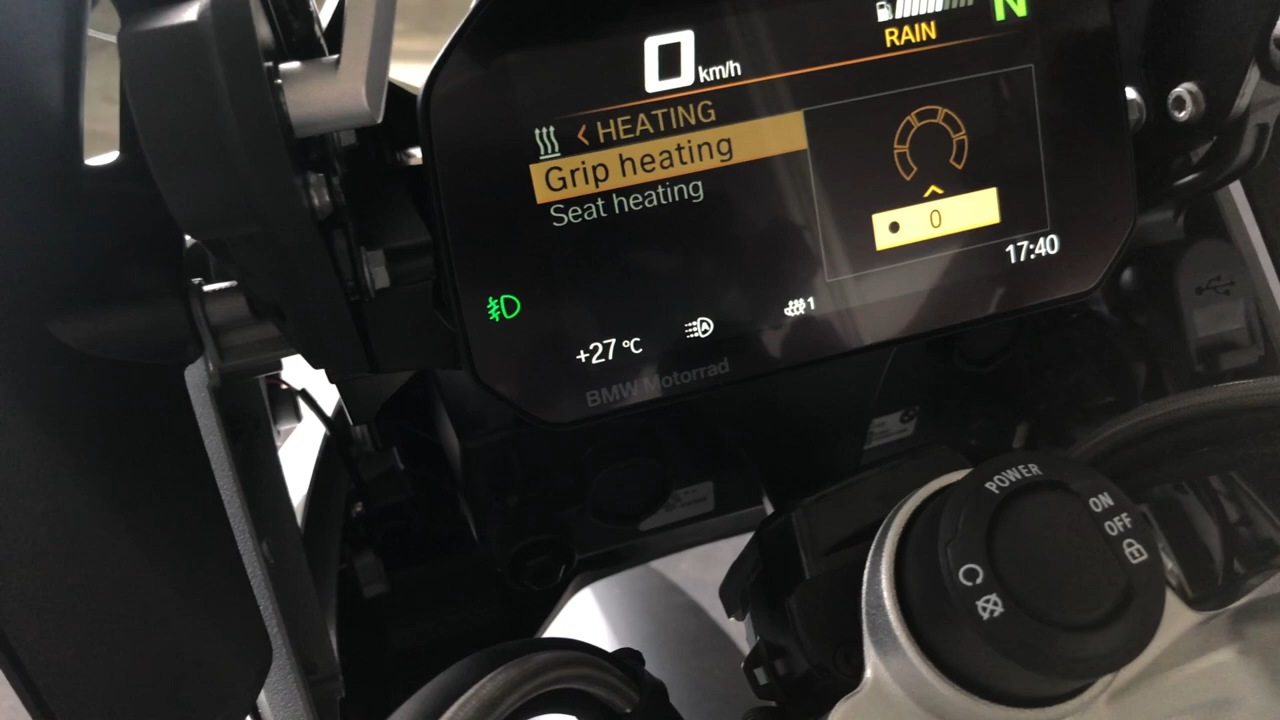 N
RAIN
0 km/h
HEATING
Grip heating
Seat heating
0
17:40
1
+27 °C
A
BMW Motorrad
POWER
ON
OFF